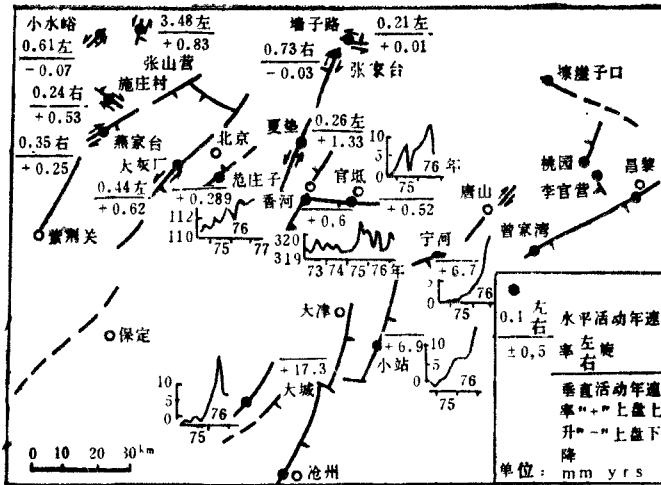 小水峪
3.48左
+0.83
墙子路
0.21左
+0.01
0.61左
-0.07
张山营
0.73右
-0.03
张家台
施庄村
0.24右
+0.53
燕家台
0.35右
+0.25
北京
夏垫
0.26左
+1.33
坏崖子口
大灰厂
0.44左
+0.62
范庄子
+0.289
112
110
76
75
77
香河
官坻
+0.6
+0.52
10
5
0
76
75
年
桃园
昌黎
李官营
唐山
曾家湾
紫荆关
320
319
73 74 75 76年
宁河
+6.7
2
0
76
75
保定
大津
+6.9
小站
10
5
0
76
75
+17.3
大城
10
5
0
76
75
沧州
0 10 20 30km
0.1 左
右
±0,5
水平活动年速
率 左
右 旋
垂直活动年速
率"+"上盘上
升"-"上盘下
降
单位: mm yrs